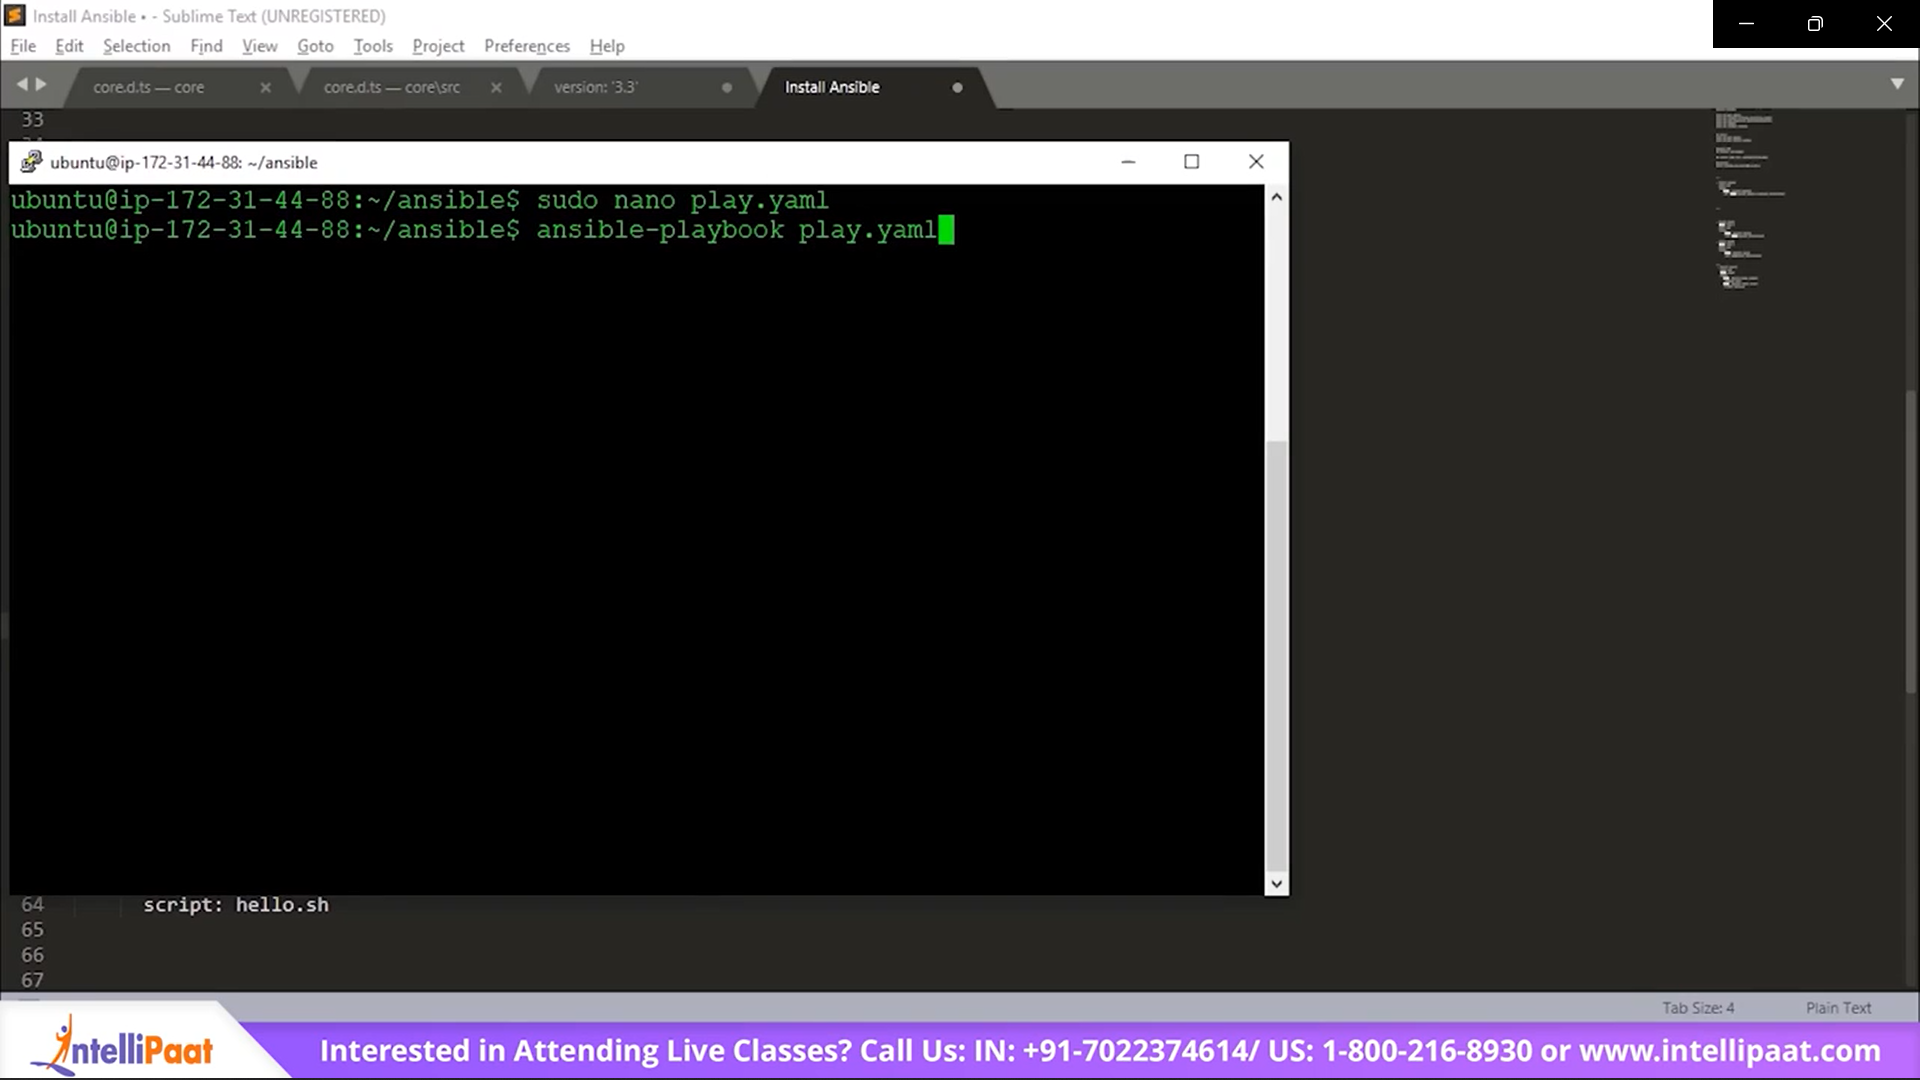 Install Ansible • - Sublime Text (UNREGISTERED)
File Edit Selection Find View Goto Tools Project Preferences Help
core.d.ts — core
core.d.ts — core\src
version: '3.3'
Install Ansible
33
ubuntu@ip-172-31-44-88: ~/ansible
ubuntu@ip-172-31-44-88:~/ansible$ sudo nano play.yaml
ubuntu@ip-172-31-44-88:~/ansible$ ansible-playbook play.yaml
64 script: hello.sh
65
66
67
Tab Size: 4 Plain Text
IntelliPaat
Interested in Attending Live Classes? Call Us: IN: +91-7022374614/ US: 1-800-216-8930 or www.intellipaat.com